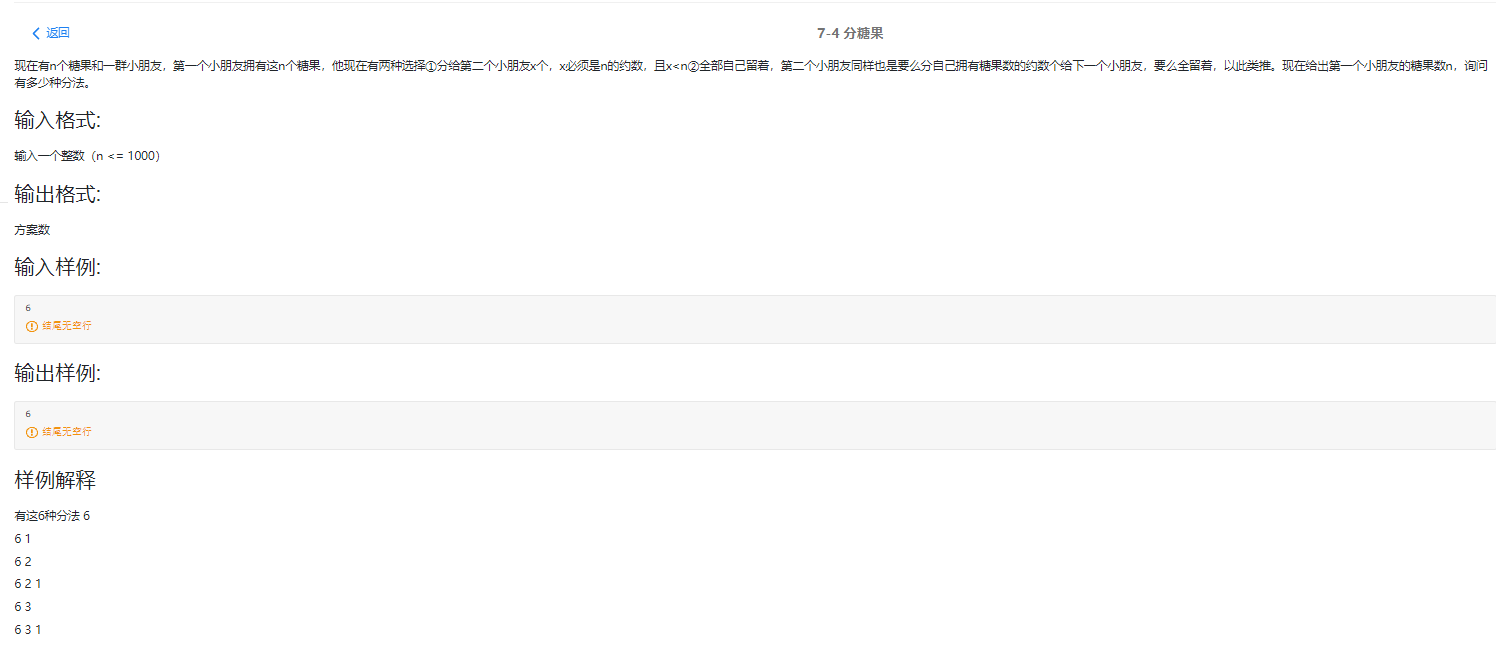 返回
7-4 分糖果
现在有n个糖果和一群小朋友，第一个小朋友拥有这n个糖果，他现在有两种选择①分给第二个小朋友x个，x必须是n的约数，且x<n②全部自己留着，第二个小朋友同样也是要么分自己拥有糖果数的约数个给下一个小朋友，要么全留着，以此类推。现在给出第一个小朋友的糖果数n，询问
有多少种分法。
输入格式:
输入一个整数（n <= 1000）
输出格式:
方案数
输入样例:
6
结尾无空行
输出样例:
6
结尾无空行
样例解释
有这6种分法 6
6 1
6 2
6 2 1
6 3
6 3 1